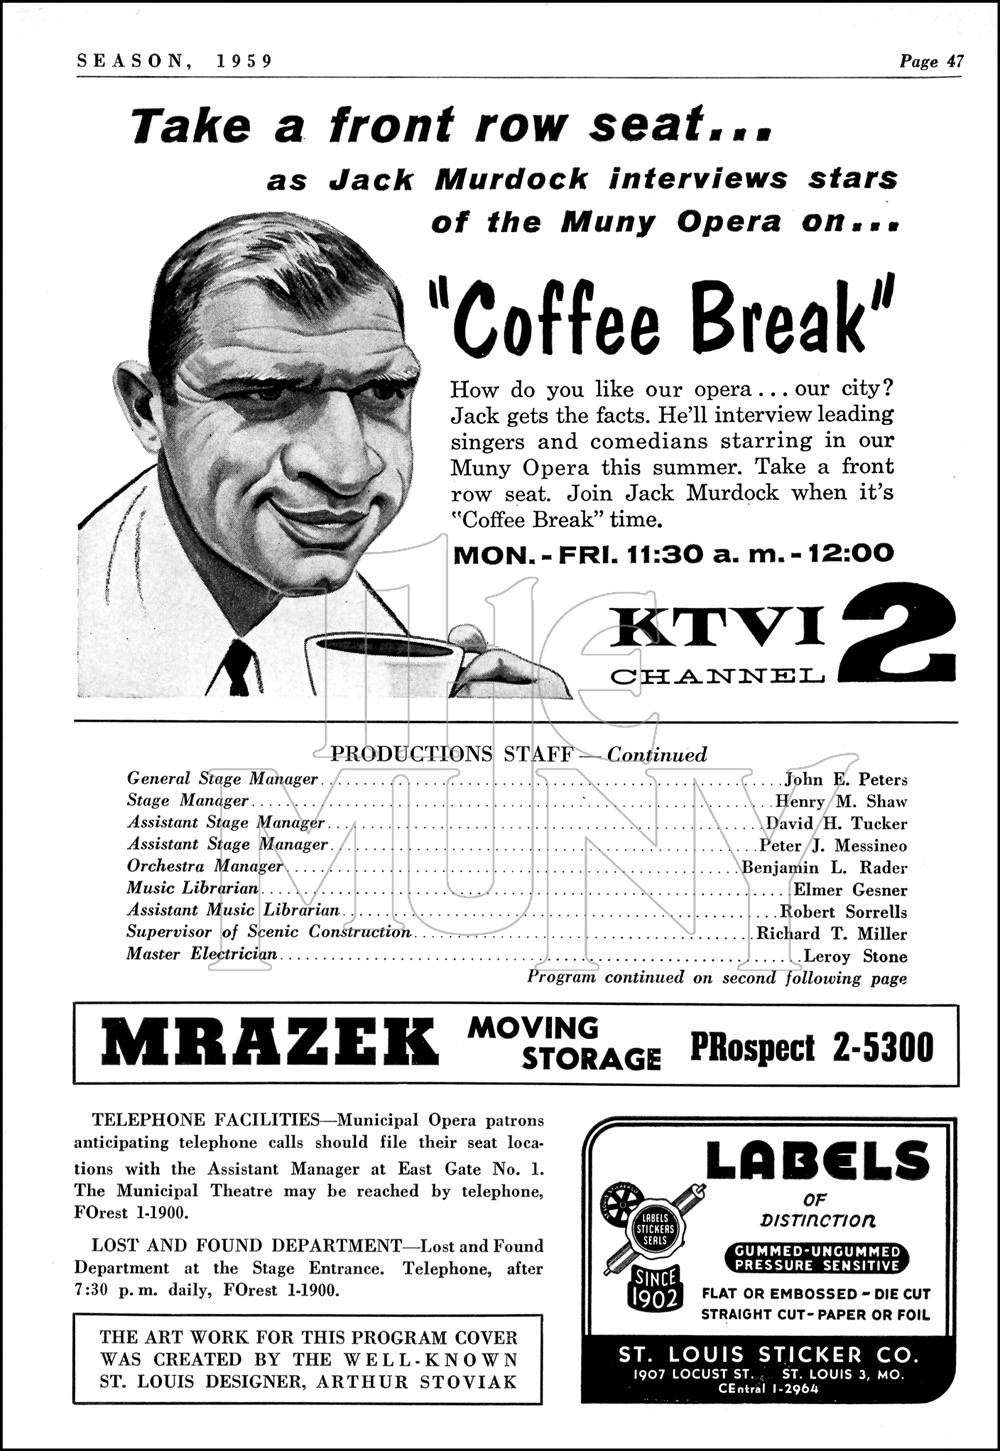 SEASON, 1959
Page 47
Take a front row seat...
as Jack Murdock interviews stars
of the Muny Opera on...
"Coffee Break"
How do you like our opera... our city?
Jack gets the facts. He'll interview leading
singers and comedians starring in our
Muny Opera this summer. Take a front
row seat. Join Jack Murdock when it's
"Coffee Break" time.
MON. - FRI. 11:30 a. m. - 12:00
KTVI 2
CHANNEL
THE
MUNY
PRODUCTIONS STAFF — Continued
General Stage Manager John E. Peters
Stage Manager Henry M. Shaw
Assistant Stage Manager David H. Tucker
Assistant Stage Manager Peter J. Messineo
Orchestra Manager Benjamin L. Rader
Music Librarian Elmer Gesner
Assistant Music Librarian Robert Sorrells
Supervisor of Scenic Construction Richard T. Miller
Master Electrician Leroy Stone
Program continued on second following page
MRAZEK MOVING STORAGE PRospect 2-5300
TELEPHONE FACILITIES—Municipal Opera patrons
anticipating telephone calls should file their seat loca-
tions with the Assistant Manager at East Gate No. 1.
The Municipal Theatre may be reached by telephone,
FOrest 1-1900.
LOST AND FOUND DEPARTMENT—Lost and Found
Department at the Stage Entrance. Telephone, after
7:30 p. m. daily, FOrest 1-1900.
THE ART WORK FOR THIS PROGRAM COVER
WAS CREATED BY THE WELL-KNOWN
ST. LOUIS DESIGNER, ARTHUR STOVIAK
LABELS
OF
DISTINCTION
LABELS
STICKERS
SEALS
GUMMED-UNGUMMED
PRESSURE SENSITIVE
SINCE
1902
FLAT OR EMBOSSED - DIE CUT
STRAIGHT CUT - PAPER OR FOIL
ST. LOUIS STICKER CO.
1907 LOCUST ST. ST. LOUIS 3, MO.
CEntral 1-2964